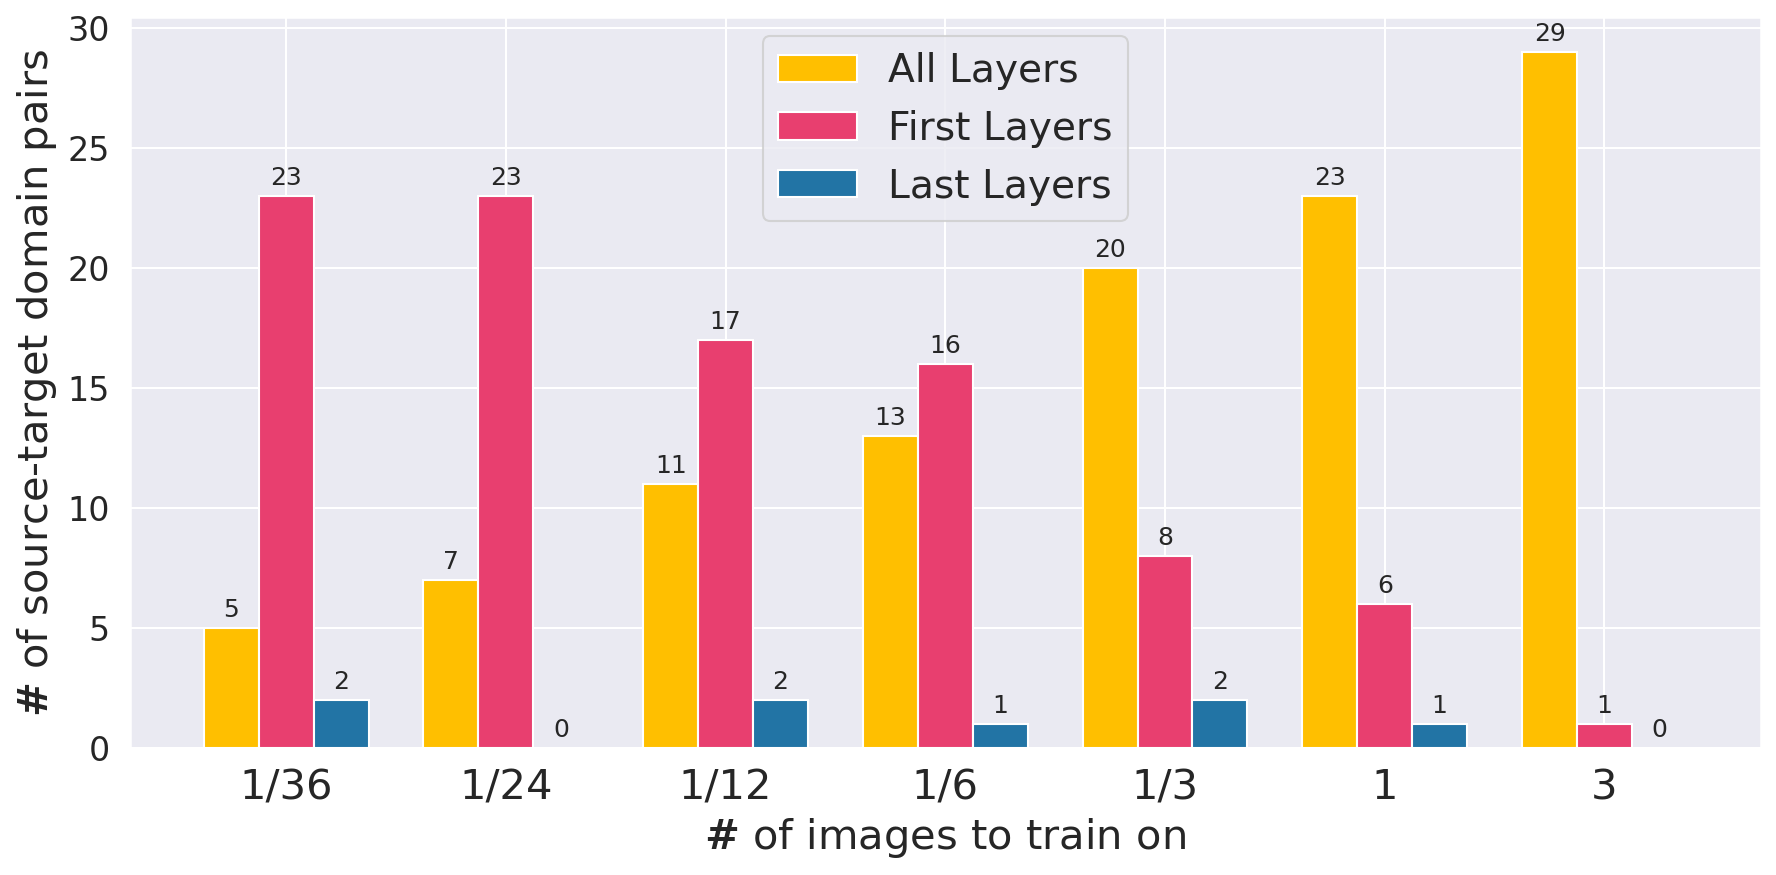 # of source-target domain pairs
30
25
20
15
10
5
0
All Layers
First Layers
Last Layers
5 23 2
7 23 0
11 17 2
13 16 1
20 8 2
23 6 1
29 1 0
1/36 1/24 1/12 1/6 1/3 1 3
# of images to train on